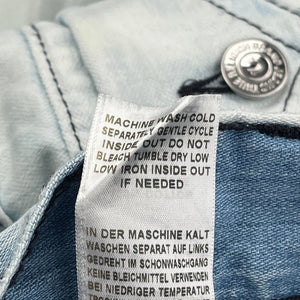 MACHINE WASH COLD
SEPARATELY GENTLE CYCLE
INSIDE OUT DO NOT
BLEACH TUMBLE DRY LOW
LOW IRON INSIDE OUT
IF NEEDED
IN DER MASCHINE KALT
WASCHEN SEPARAT AUF LINKS
GEDREHT IM SCHONWASCHGANG
KEINE BLEICHMITTEL VERWENDEN
BEI NIEDRIGER TEMPERATUR